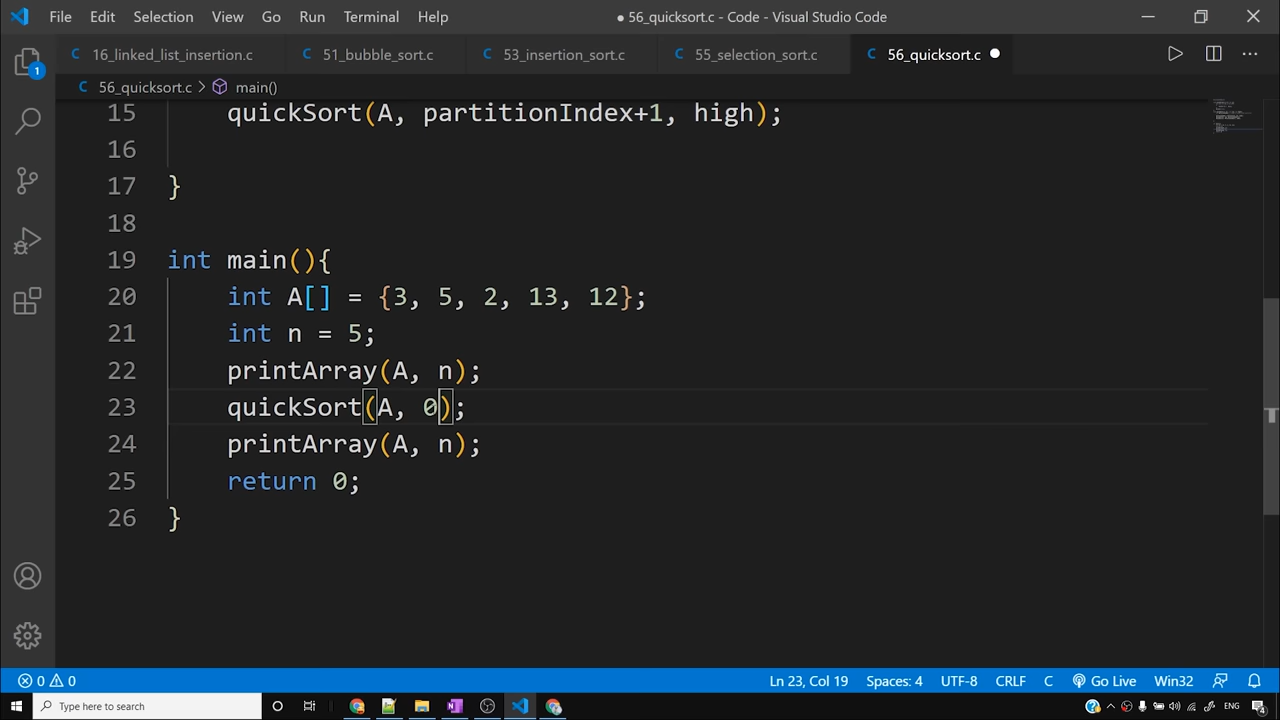 File Edit Selection View Go Run Terminal Help ● 56_quicksort.c - Code - Visual Studio Code
C 16_linked_list_insertion.c C 51_bubble_sort.c C 53_insertion_sort.c C 55_selection_sort.c C 56_quicksort.c ●
C 56_quicksort.c > main()
1
15 quickSort(A, partitionIndex+1, high);
16
17 }
18
19 int main(){
20 int A[] = {3, 5, 2, 13, 12};
21 int n = 5;
22 printArray(A, n);
23 quickSort(A, 0);
24 printArray(A, n);
25 return 0;
26 }
0 0 Ln 23, Col 19 Spaces: 4 UTF-8 CRLF C Go Live Win32
Type here to search ENG